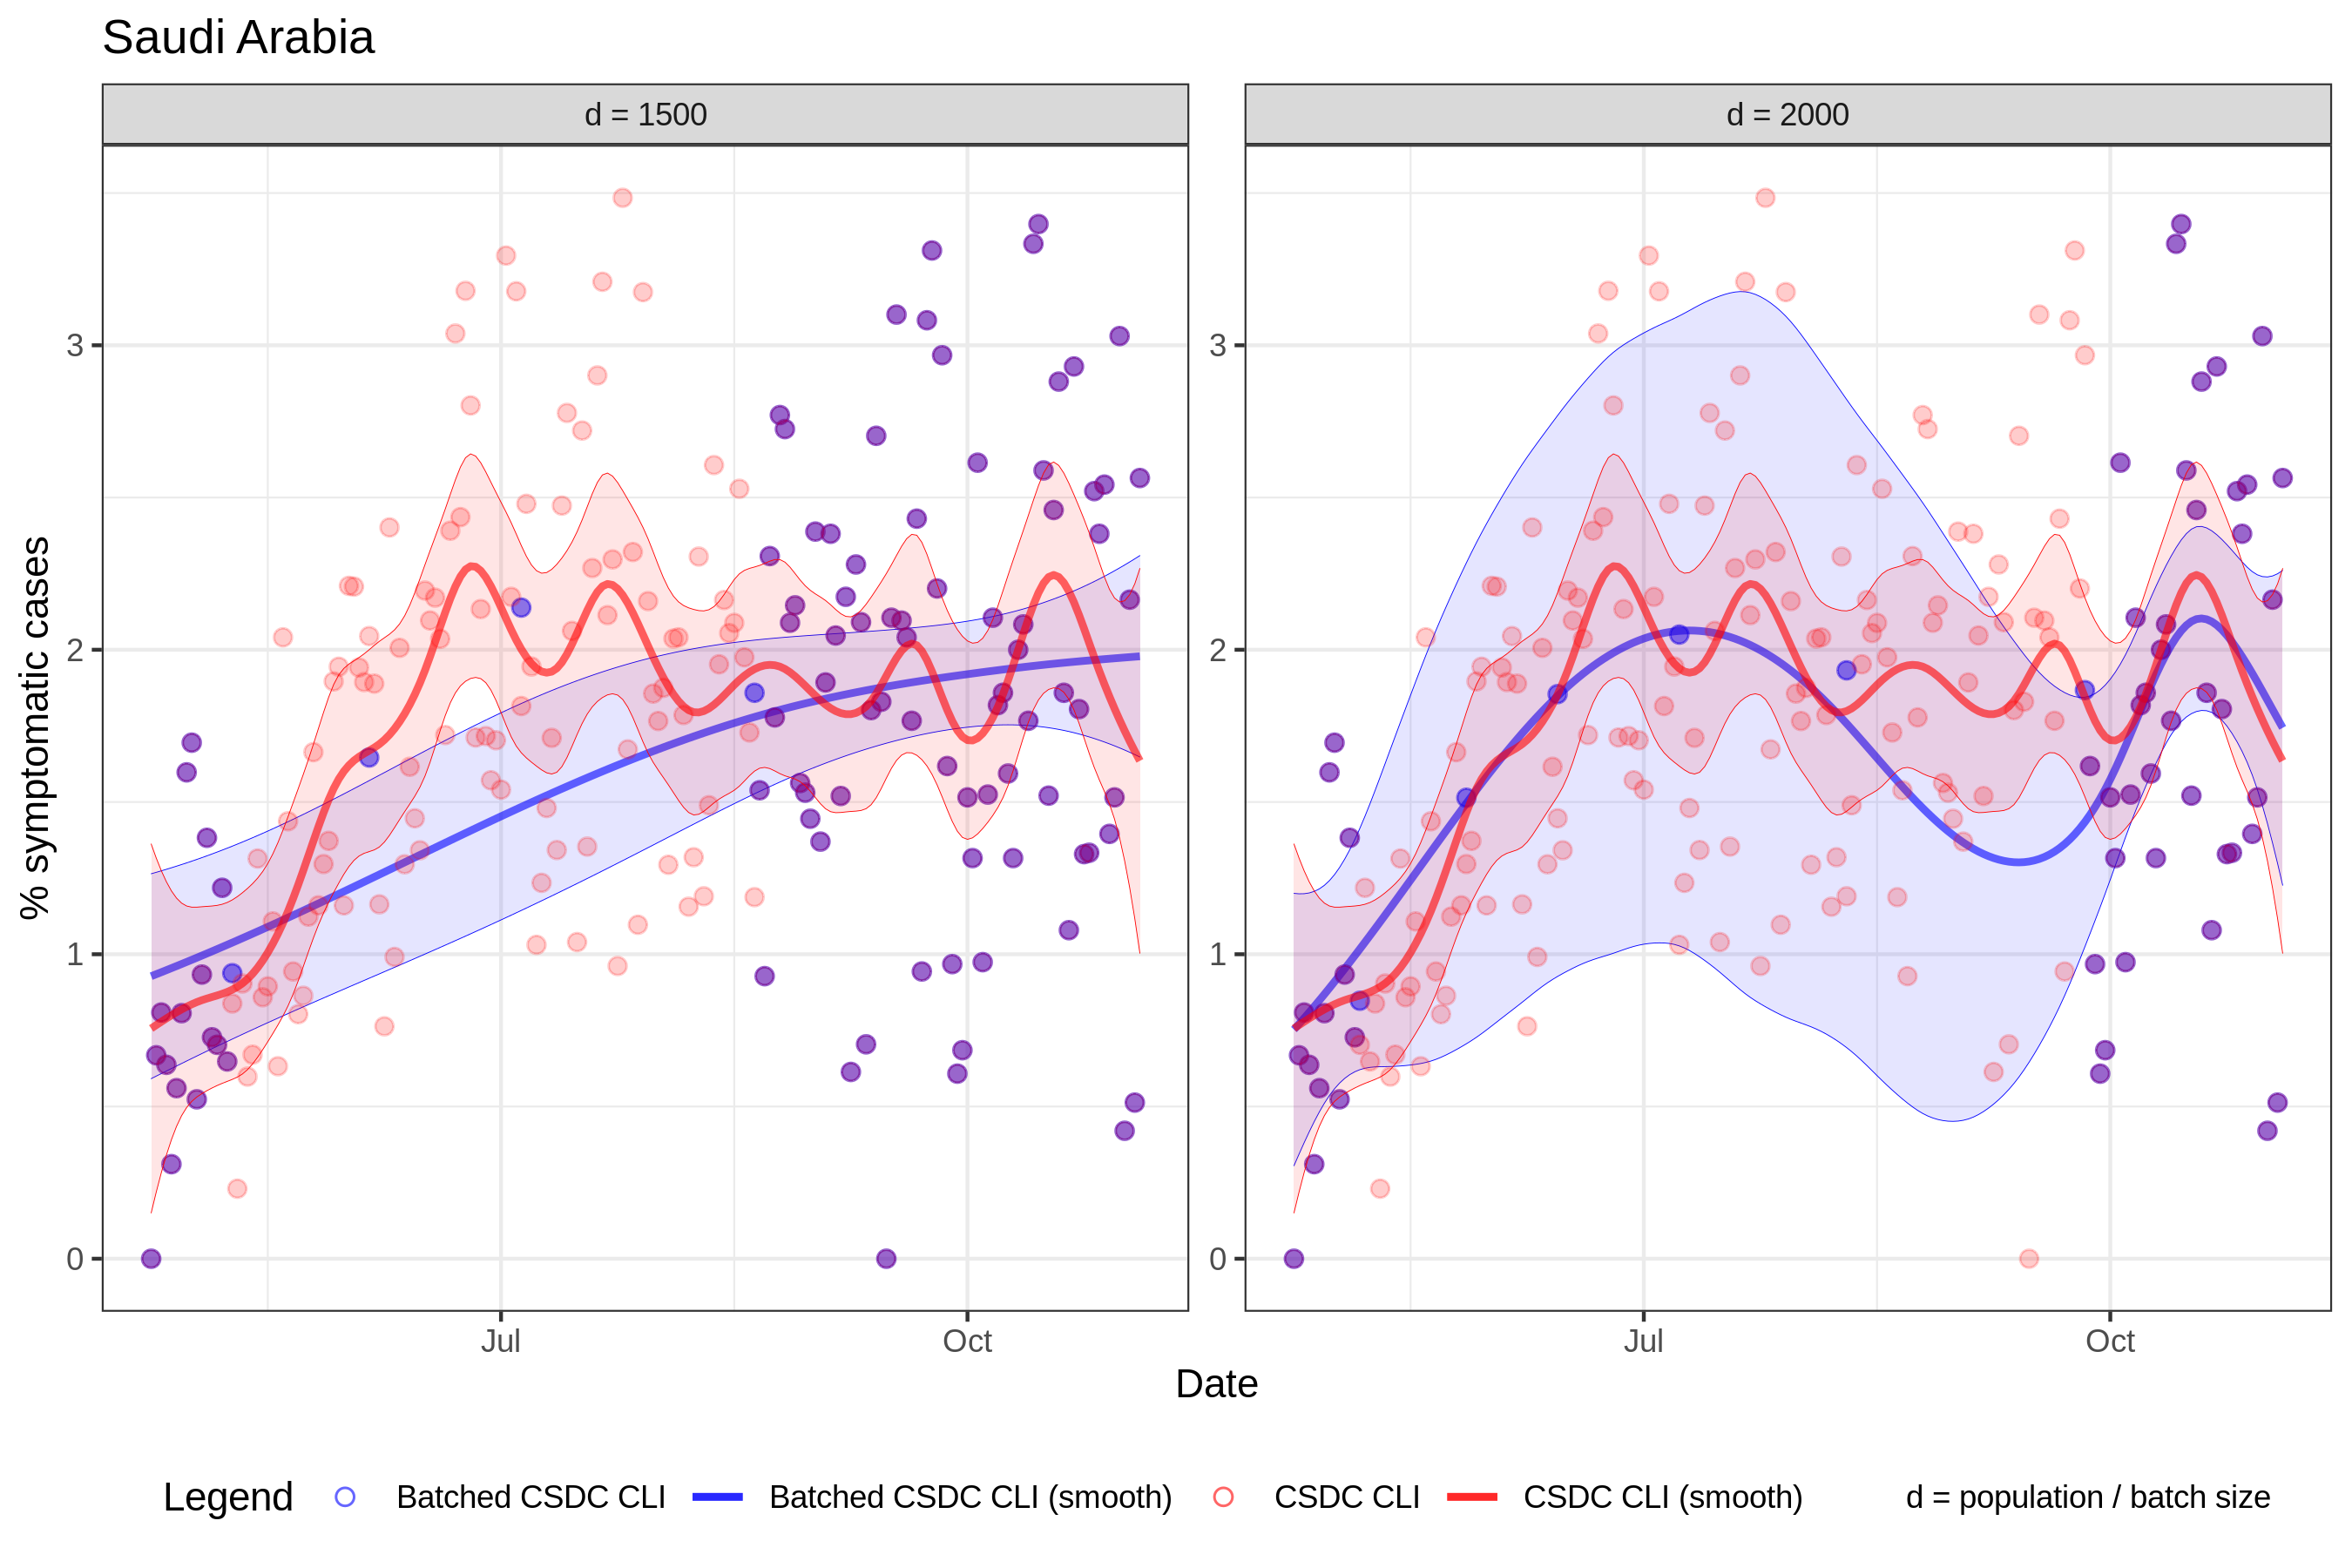 Saudi Arabia
d = 1500
d = 2000
% symptomatic cases
3
2
1
0
3
2
1
0
Jul
Oct
Jul
Oct
Date
Legend
Batched CSDC CLI
Batched CSDC CLI (smooth)
CSDC CLI
CSDC CLI (smooth)
d = population / batch size